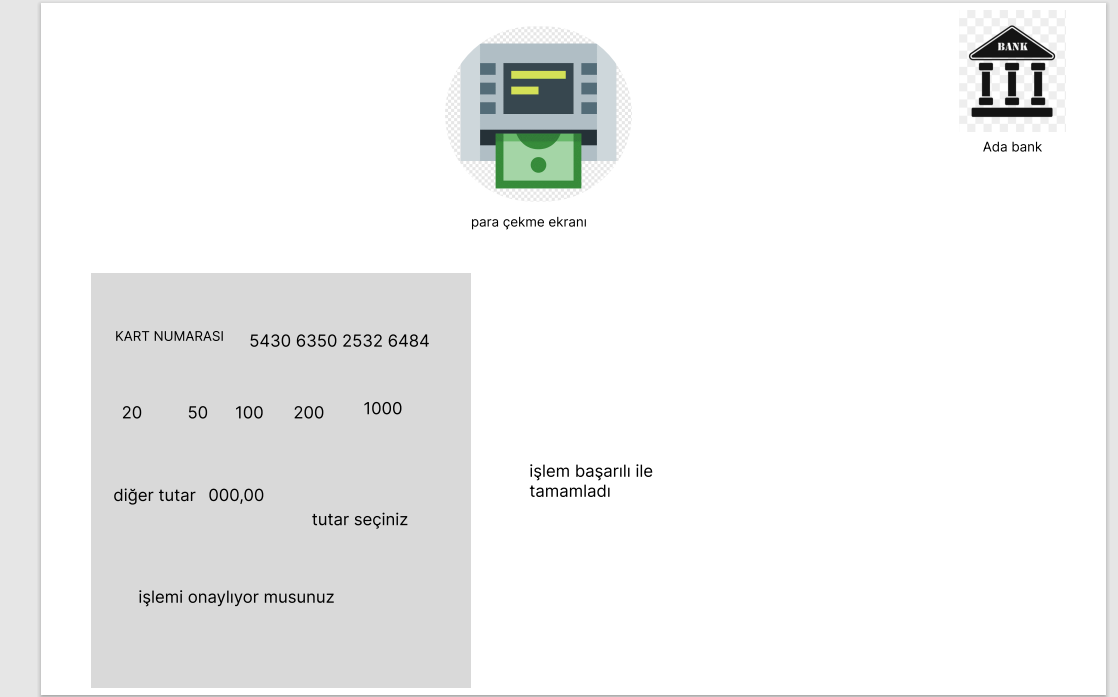 BANK
Ada bank
para çekme ekranı
KART NUMARASI 5430 6350 2532 6484
20 50 100 200 1000
diğer tutar 000,00
tutar seçiniz
işlemi onaylıyor musunuz
işlem başarılı ile
tamamladı